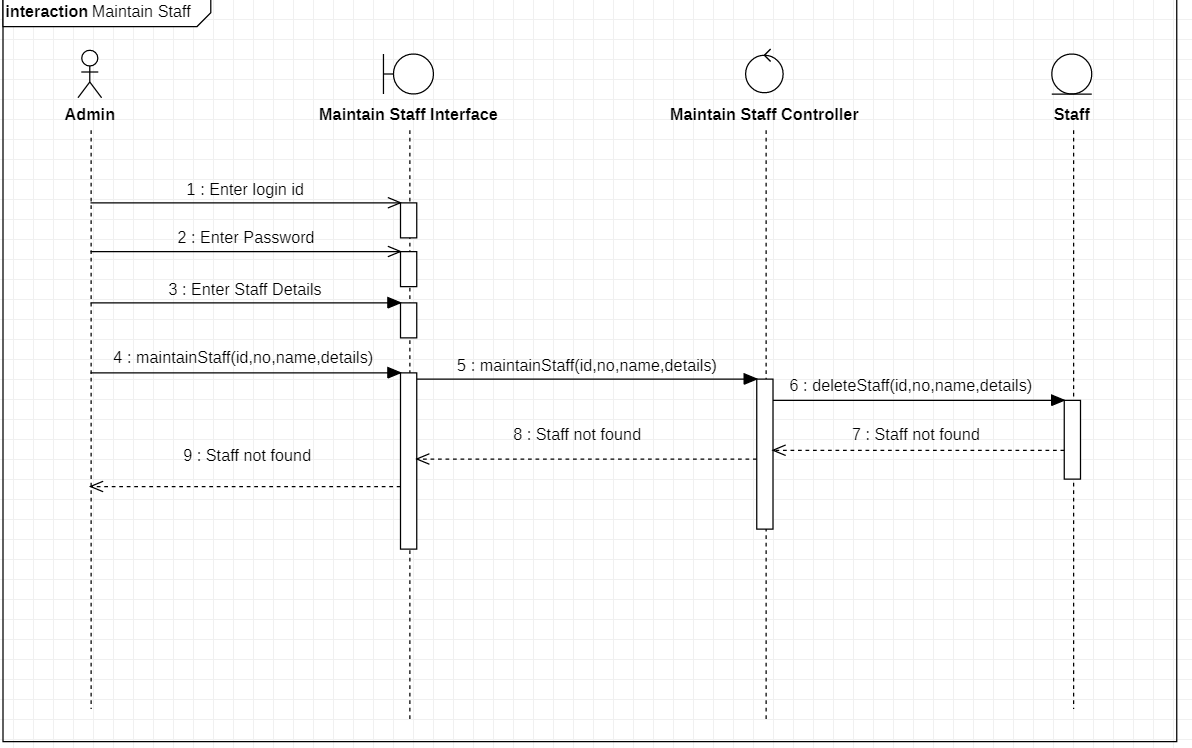 interaction Maintain Staff
Admin
Maintain Staff Interface
Maintain Staff Controller
Staff
1 : Enter login id
2 : Enter Password
3 : Enter Staff Details
4 : maintainStaff(id,no,name,details)
5 : maintainStaff(id,no,name,details)
6 : deleteStaff(id,no,name,details)
7 : Staff not found
8 : Staff not found
9 : Staff not found